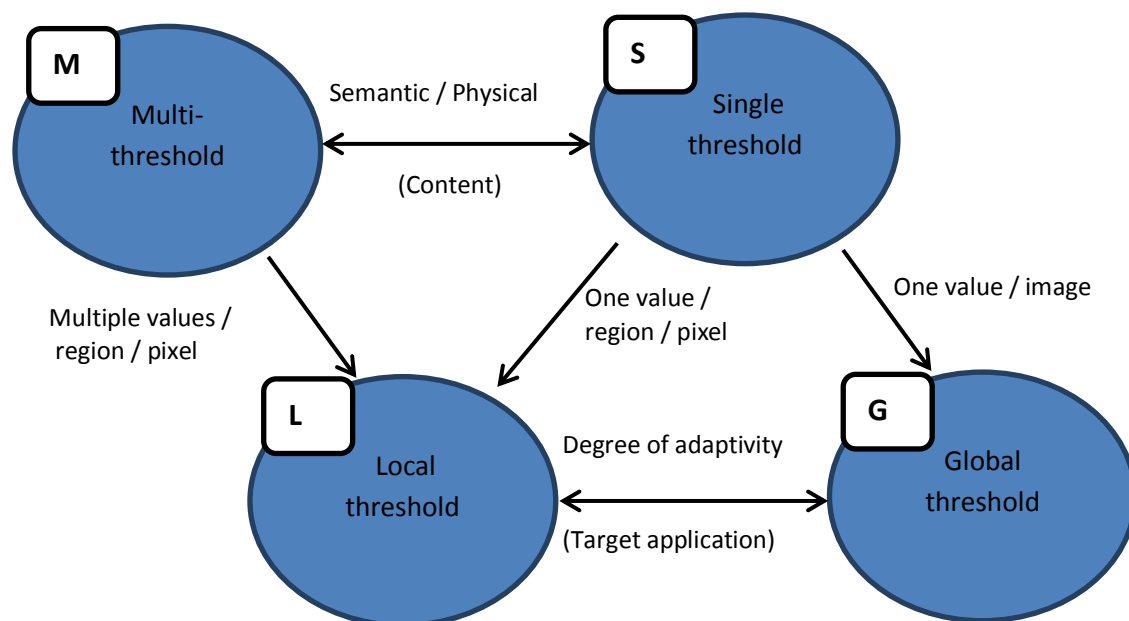 M
Multi-
threshold
Semantic / Physical
(Content)
S
Single
threshold
Multiple values /
region / pixel
One value /
region / pixel
One value / image
L
Local
threshold
Degree of adaptivity
(Target application)
G
Global
threshold